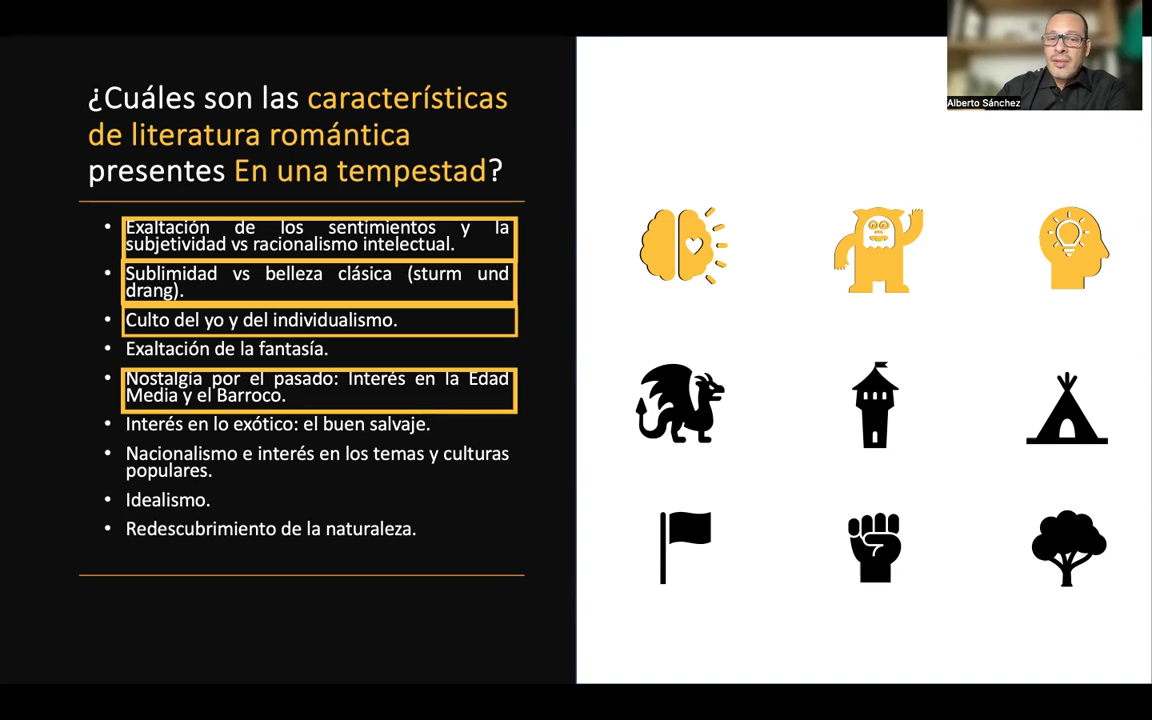 ¿Cuáles son las características
de literatura romántica
presentes En una tempestad?
• Exaltación de los sentimientos y la
subjetividad vs racionalismo intelectual.
• Sublimidad vs belleza clásica (sturm und
drang).
• Culto del yo y del individualismo.
• Exaltación de la fantasía.
• Nostalgia por el pasado: Interés en la Edad
Media y el Barroco.
• Interés en lo exótico: el buen salvaje.
• Nacionalismo e interés en los temas y culturas
populares.
• Idealismo.
• Redescubrimiento de la naturaleza.
Alberto Sánchez